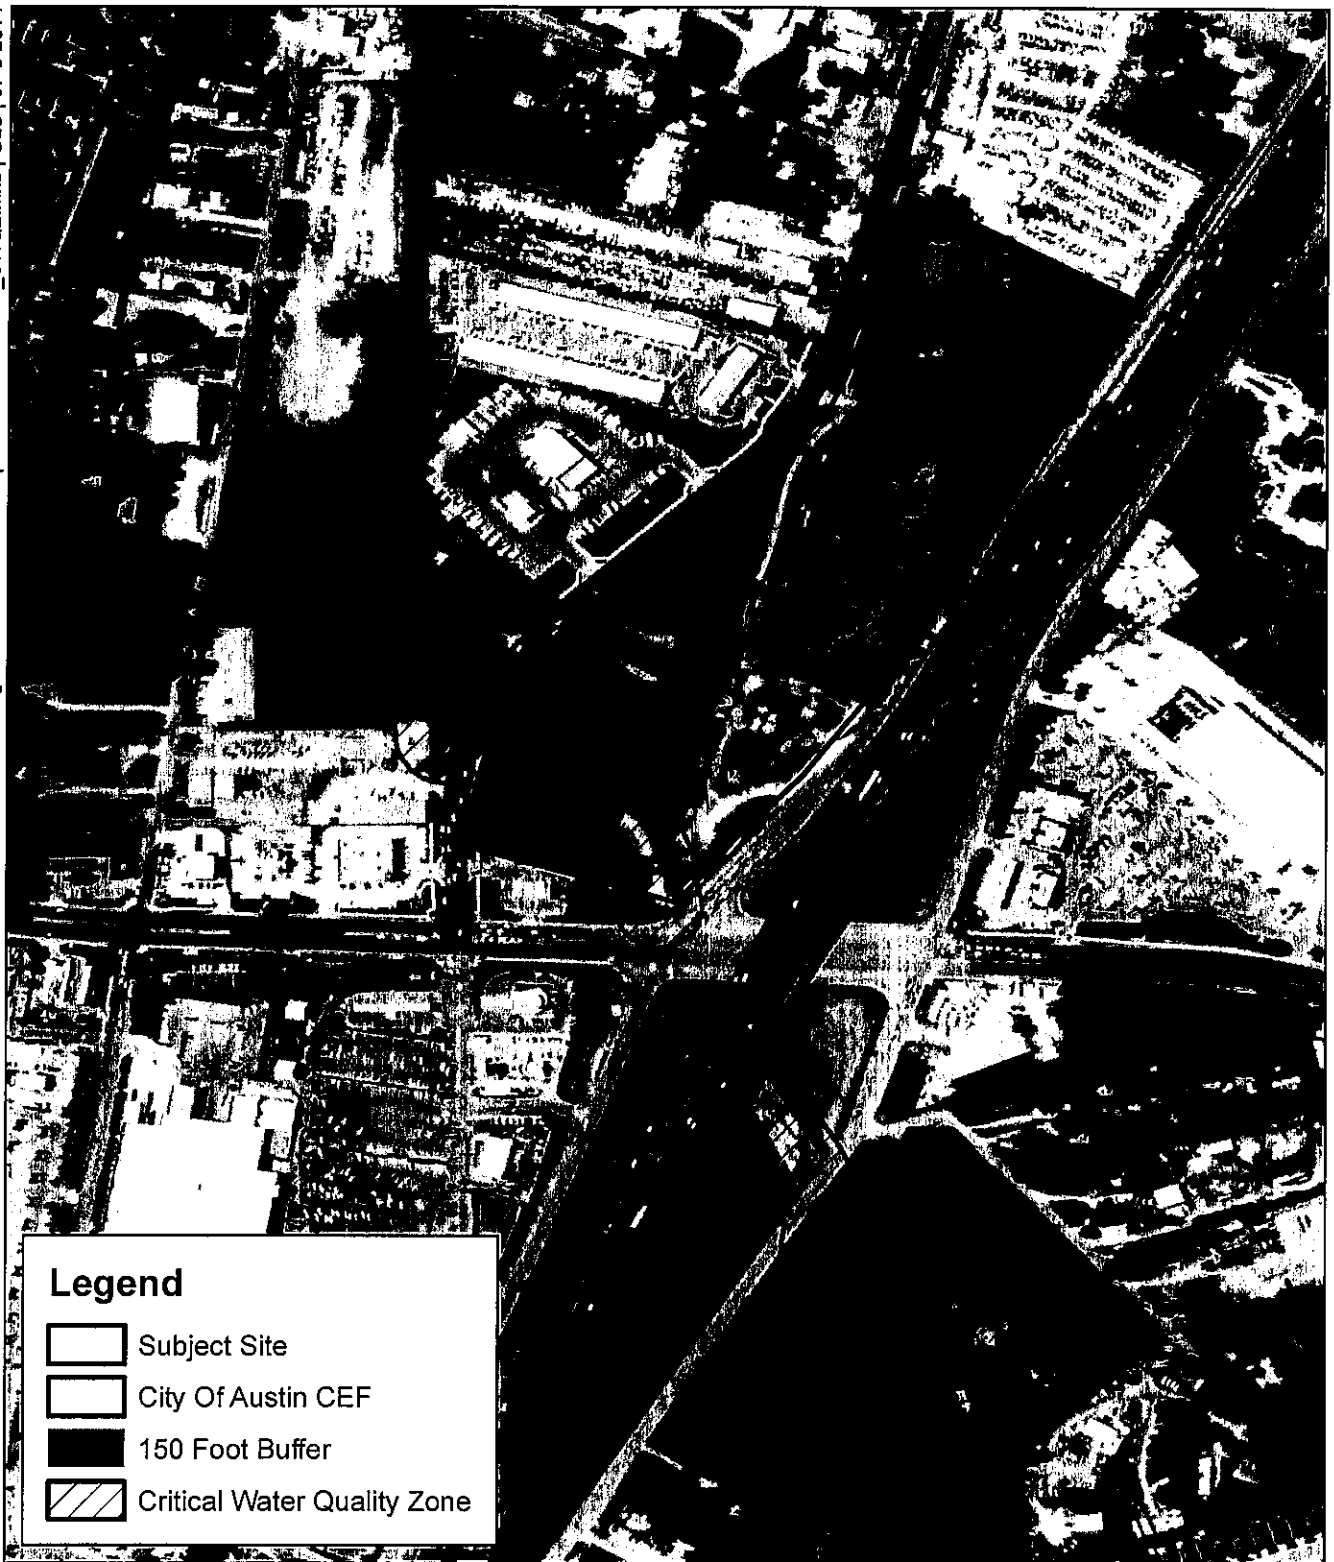 Legend
Subject Site
City Of Austin CEF
150 Foot Buffer
Critical Water Quality Zone